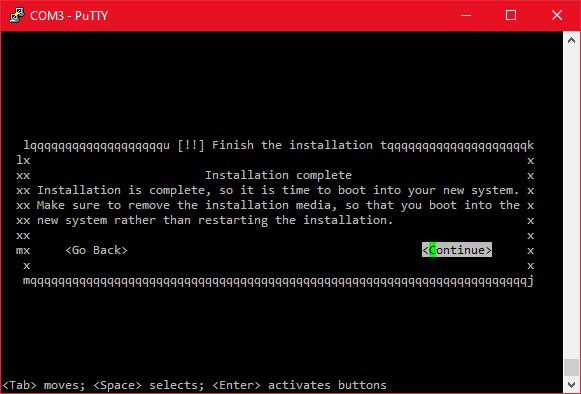 COM3 - PuTTY
lqqqqqqqqqqqqqqqqqqqu [!!] Finish the installation tqqqqqqqqqqqqqqqqqqqqk
lx x
xx Installation complete x
xx Installation is complete, so it is time to boot into your new system. x
xx Make sure to remove the installation media, so that you boot into the x
xx new system rather than restarting the installation. x
xx x
mx <Go Back> <Continue> x
x x
mqqqqqqqqqqqqqqqqqqqqqqqqqqqqqqqqqqqqqqqqqqqqqqqqqqqqqqqqqqqqqqqqqqqqqqqj
<Tab> moves; <Space> selects; <Enter> activates buttons